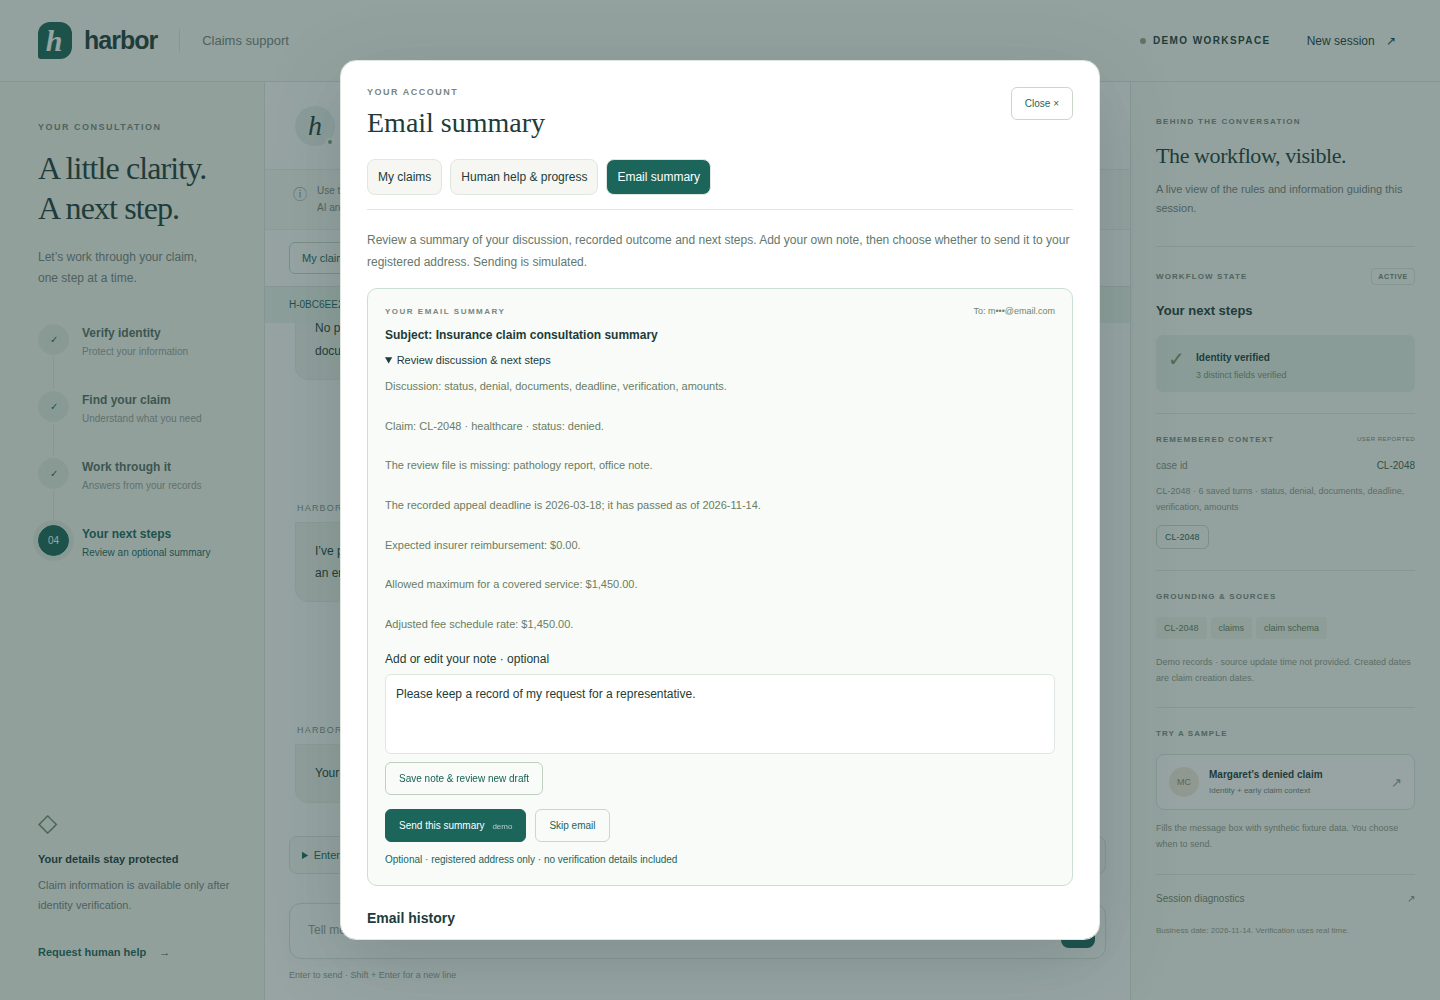 h harbor
Claims support
DEMO WORKSPACE
New session ↗
YOUR CONSULTATION
A little clarity.
A next step.
Let's work through your claim,
one step at a time.
✓ Verify identity
Protect your information
✓ Find your claim
Understand what you need
✓ Work through it
Answers from your records
04 Your next steps
Review an optional summary
◇
Your details stay protected
Claim information is available only after
identity verification.
Request human help →
h
ⓘ
AI
My
No
HARBOR
I've
HARBOR
Your
▶ Enter
Tell
Enter to send · Shift + Enter for a new line
YOUR ACCOUNT
Email summary
Close ×
My claims
Human help & progress
Email summary
Review a summary of your discussion, recorded outcome and next steps. Add your own note, then choose whether to send it to your
registered address. Sending is simulated.
YOUR EMAIL SUMMARY
To: m•••@email.com
Subject: Insurance claim consultation summary
▼ Review discussion & next steps
Discussion: status, denial, documents, deadline, verification, amounts.
Claim: CL-2048 · healthcare · status: denied.
The review file is missing: pathology report, office note.
The recorded appeal deadline is 2026-03-18; it has passed as of 2026-11-14.
Expected insurer reimbursement: $0.00.
Allowed maximum for a covered service: $1,450.00.
Adjusted fee schedule rate: $1,450.00.
Add or edit your note · optional
Please keep a record of my request for a representative.
Save note & review new draft
Send this summary demo
Skip email
Optional · registered address only · no verification details included
Email history
BEHIND THE CONVERSATION
The workflow, visible.
A live view of the rules and information guiding this
session.
WORKFLOW STATE
ACTIVE
Your next steps
✓ Identity verified
3 distinct fields verified
REMEMBERED CONTEXT
USER REPORTED
case id
CL-2048
CL-2048 · 6 saved turns · status, denial, documents, deadline,
verification, amounts
CL-2048
GROUNDING & SOURCES
CL-2048
claims
claim schema
Demo records · source update time not provided. Created dates
are claim creation dates.
TRY A SAMPLE
MC
Margaret's denied claim
Identity + early claim context
↗
Fills the message box with synthetic fixture data. You choose
when to send.
Session diagnostics ↗
Business date: 2026-11-14. Verification uses real time.